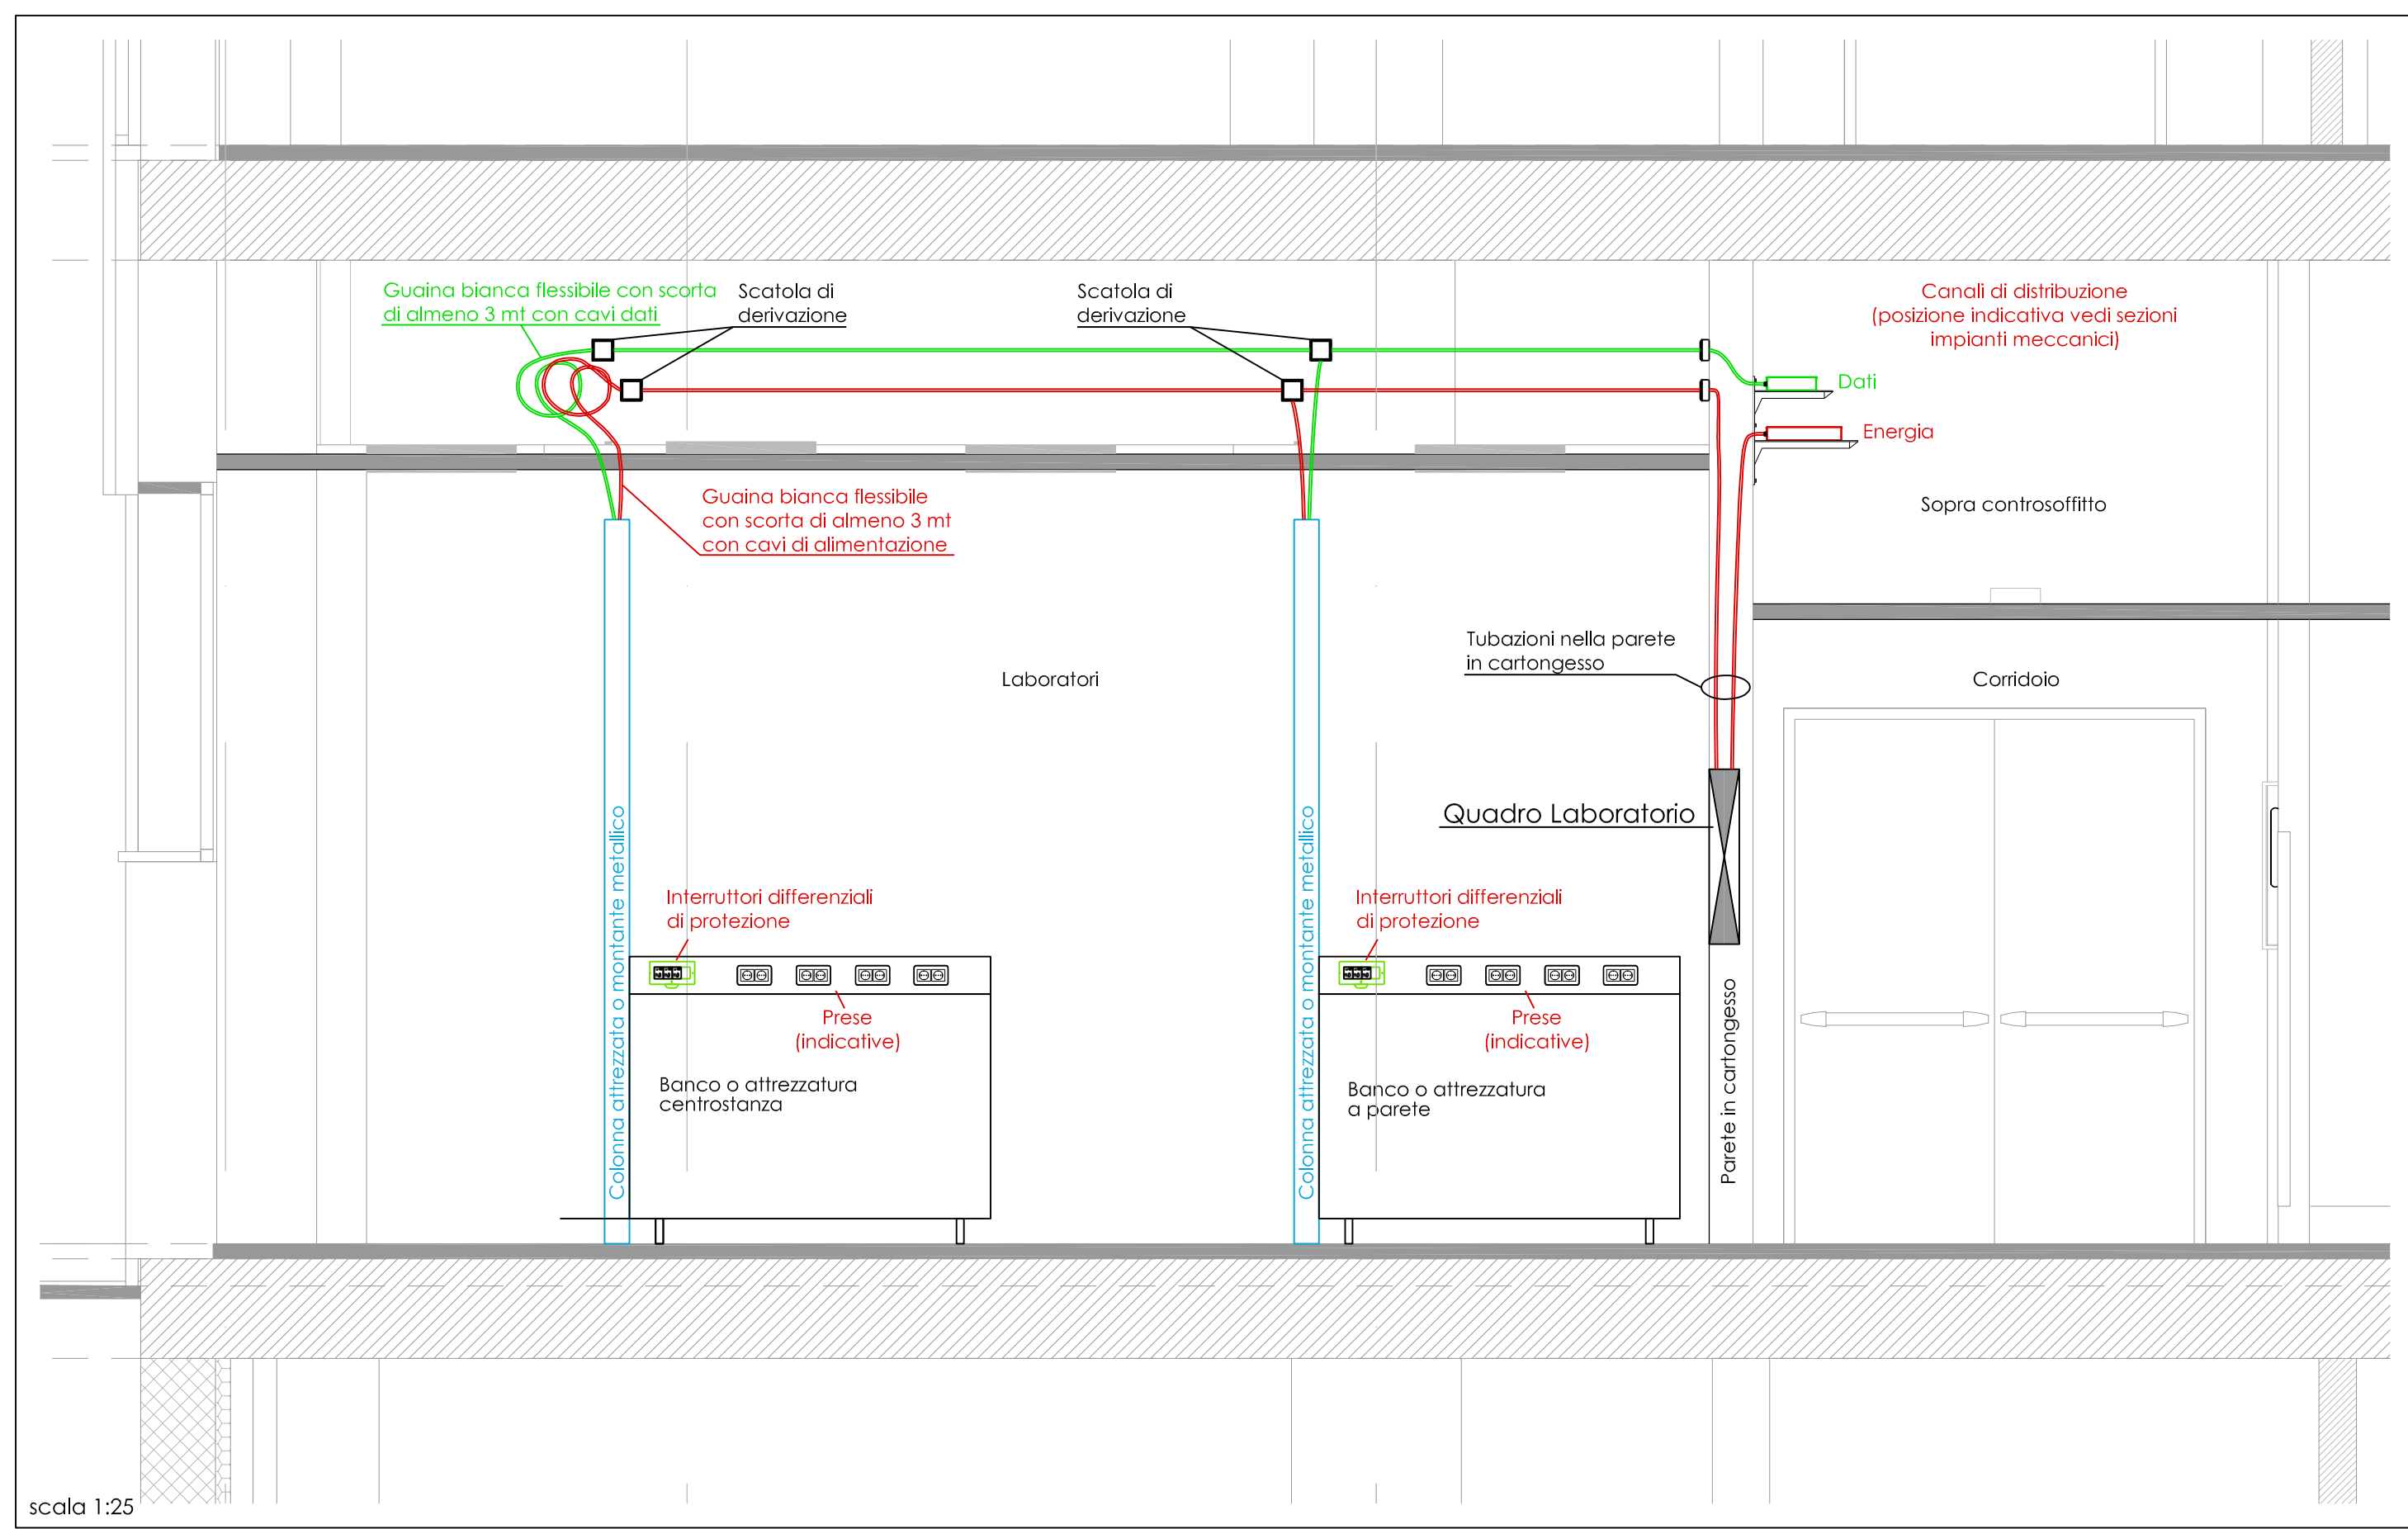 Guaina bianca flessibile con scorta
di almeno 3 mt con cavi dati
Scatola di
derivazione
Scatola di
derivazione
Canali di distribuzione
(posizione indicativa vedi sezioni
impianti meccanici)
Dati
Energia
Guaina bianca flessibile
con scorta di almeno 3 mt
con cavi di alimentazione
Sopra controsoffitto
Tubazioni nella parete
in cartongesso
Laboratori
Corridoio
Quadro Laboratorio
Colonna attrezzata o montante metallico
Interruttori differenziali
di protezione
Prese
(indicative)
Banco o attrezzatura
centrostanza
Colonna attrezzata o montante metallico
Interruttori differenziali
di protezione
Prese
(indicative)
Banco o attrezzatura
a parete
Parete in cartongesso
scala 1:25